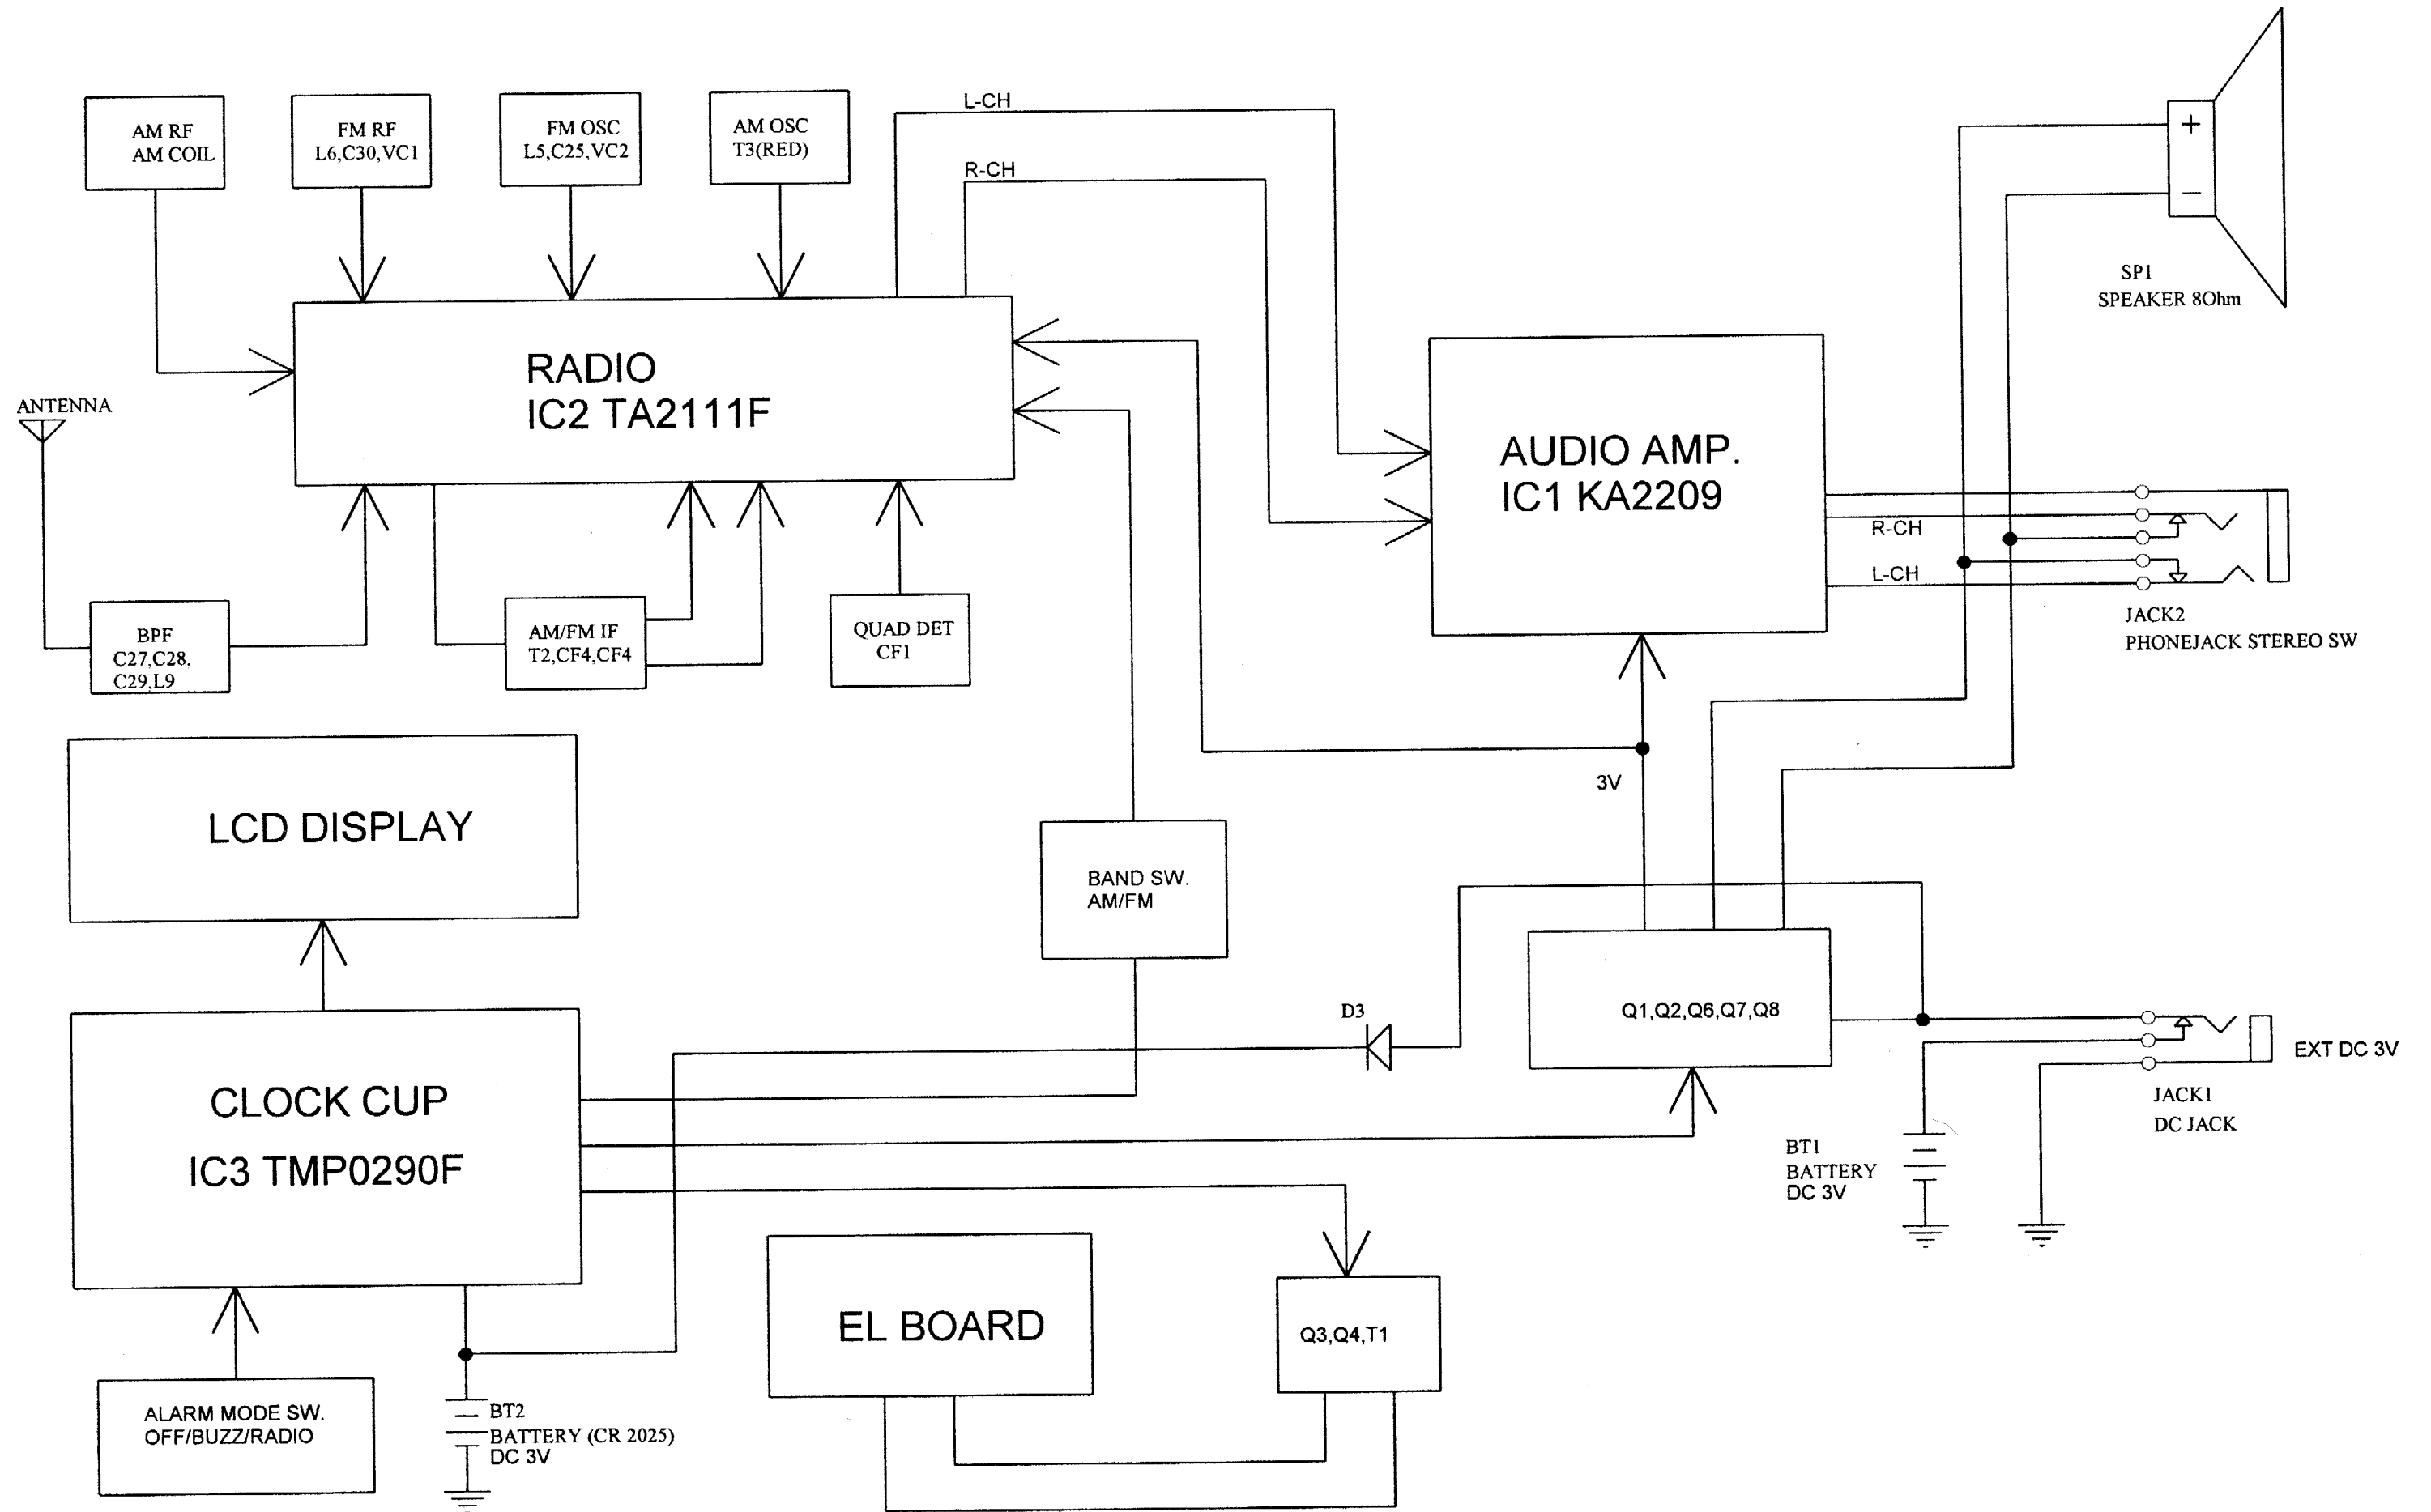 AM RF
AM COIL
FM RF
L6,C30,VC1
FM OSC
L5,C25,VC2
AM OSC
T3(RED)
L-CH
R-CH
+
−
SP1
SPEAKER 8Ohm
RADIO
IC2 TA2111F
ANTENNA
AUDIO AMP.
IC1 KA2209
R-CH
L-CH
JACK2
PHONEJACK STEREO SW
BPF
C27,C28,
C29,L9
AM/FM IF
T2,CF4,CF4
QUAD DET
CF1
3V
LCD DISPLAY
BAND SW.
AM/FM
D3
Q1,Q2,Q6,Q7,Q8
EXT DC 3V
JACK1
DC JACK
CLOCK CUP
IC3 TMP0290F
BT1
BATTERY
DC 3V
EL BOARD
Q3,Q4,T1
ALARM MODE SW.
OFF/BUZZ/RADIO
BT2
BATTERY (CR 2025)
DC 3V